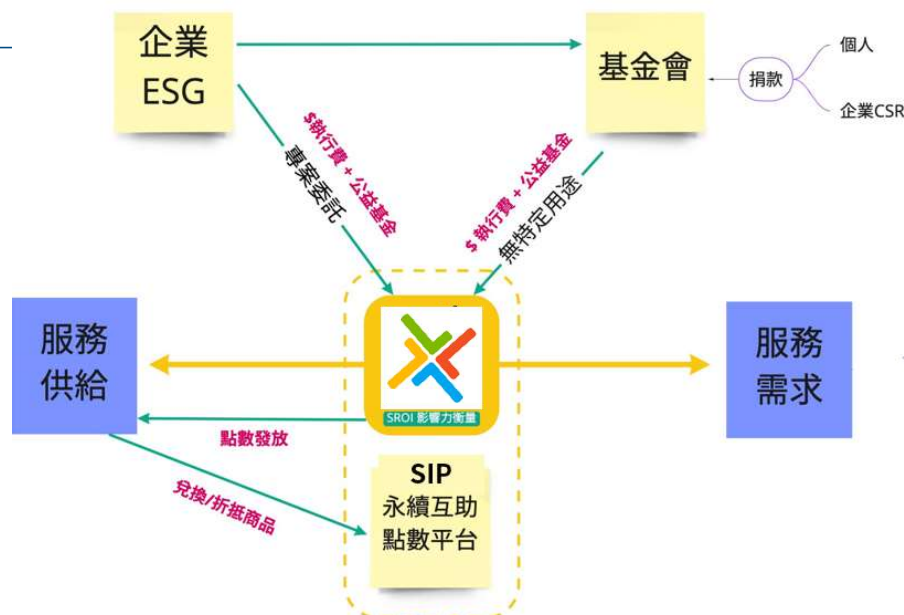 企業
ESG
基金會
捐款
個人
企業CSR
$執行費 + 公益基金
專案委託
$ 執行費 + 公益基金
無特定用途
服務
供給
SROI 影響力衡量
服務
需求
點數發放
兌換/折抵商品
SIP
永續互助
點數平台